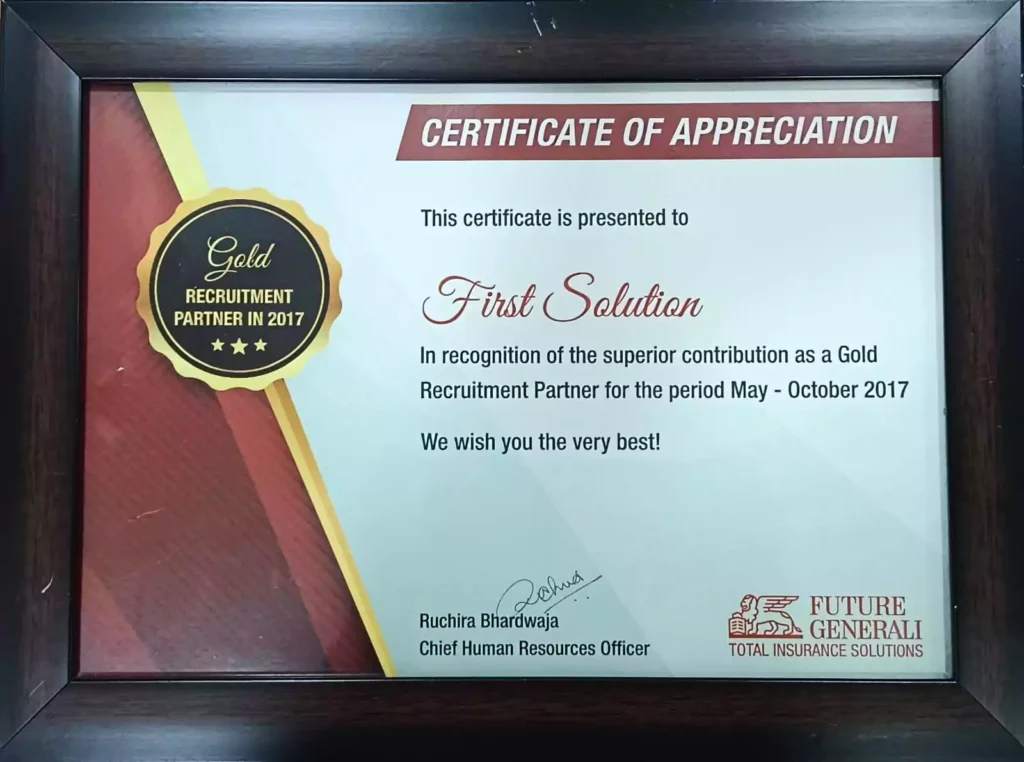 CERTIFICATE OF APPRECIATION
This certificate is presented to
First Solution
In recognition of the superior contribution as a Gold
Recruitment Partner for the period May - October 2017
We wish you the very best!
Gold
RECRUITMENT
PARTNER IN 2017
Ruchira Bhardwaja
Chief Human Resources Officer
FUTURE
GENERALI
TOTAL INSURANCE SOLUTIONS